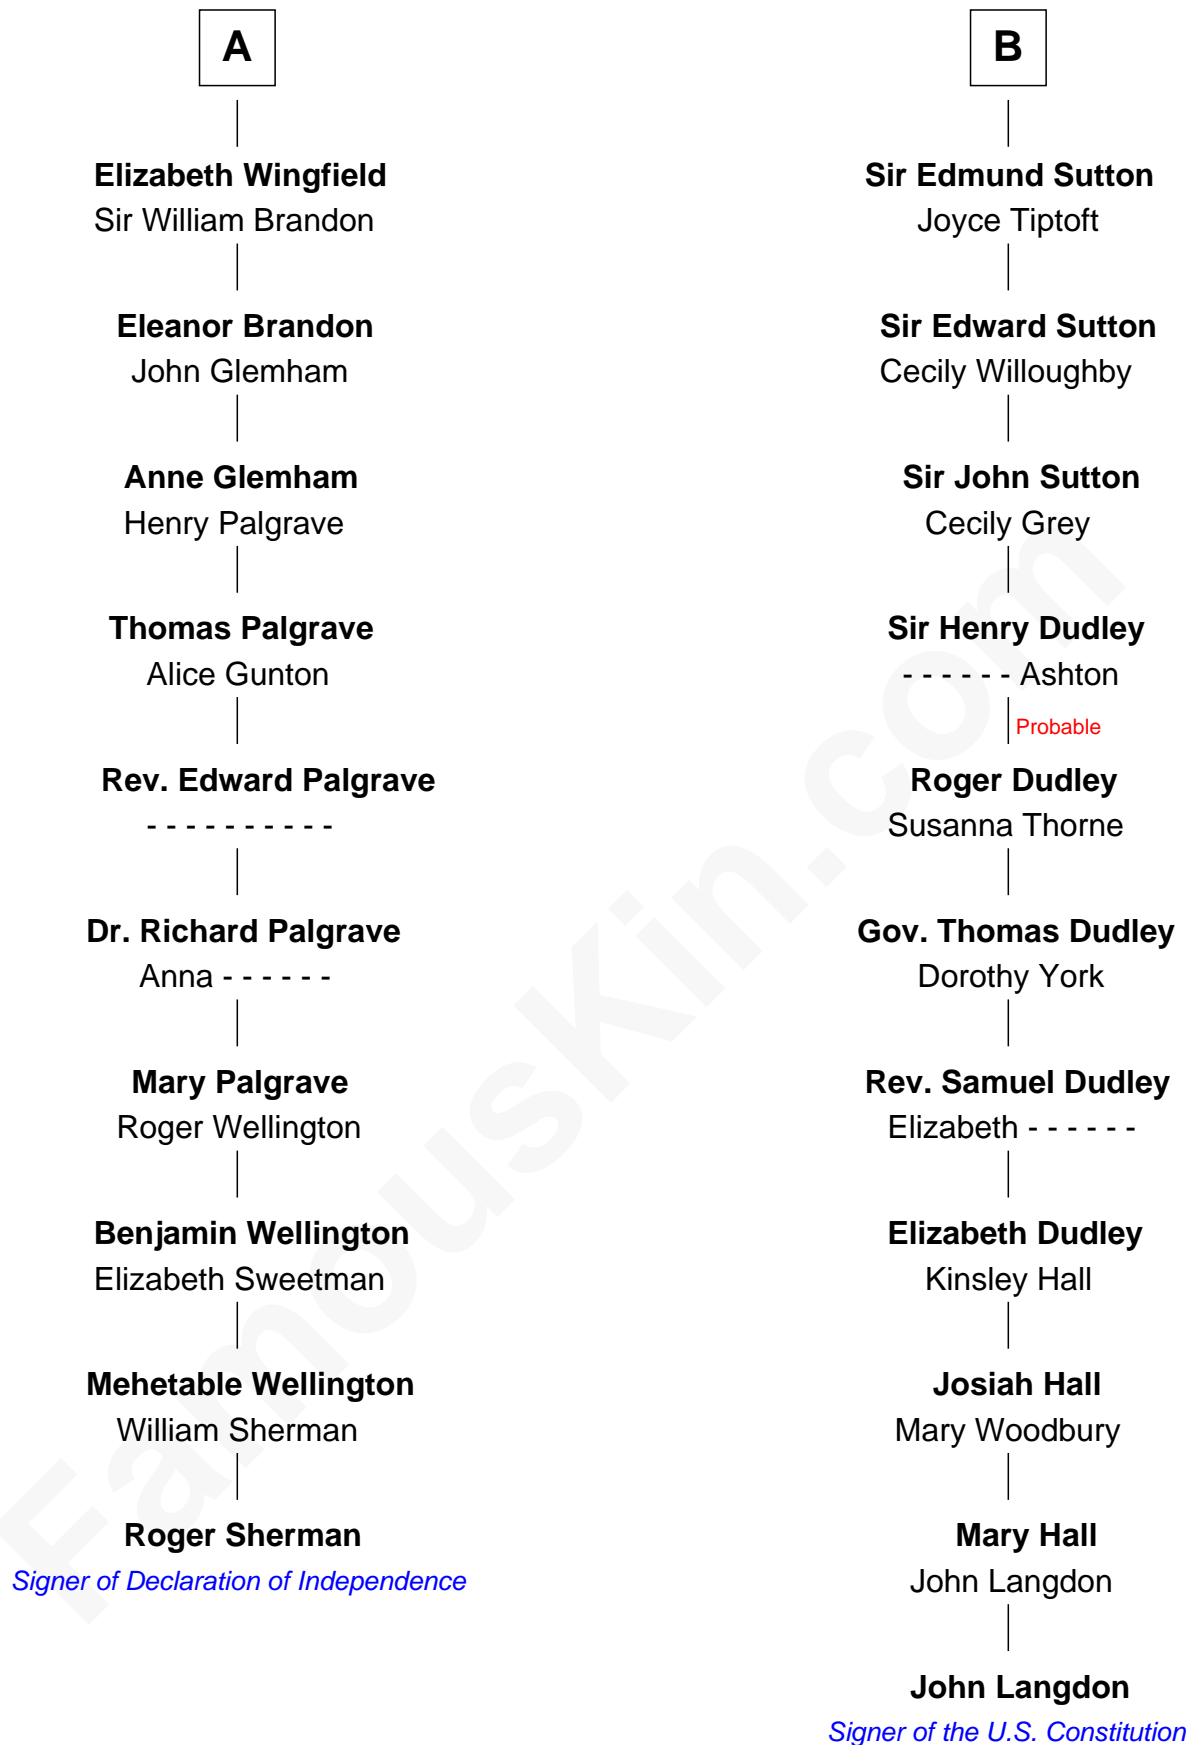 A
Elizabeth Wingfield
Sir William Brandon
Eleanor Brandon
John Glemham
Anne Glemham
Henry Palgrave
Thomas Palgrave
Alice Gunton
Rev. Edward Palgrave
- - - - - - - - - -
Dr. Richard Palgrave
Anna - - - - - -
Mary Palgrave
Roger Wellington
Benjamin Wellington
Elizabeth Sweetman
Mehetable Wellington
William Sherman
Roger Sherman
Signer of Declaration of Independence
B
Sir Edmund Sutton
Joyce Tiptoft
Sir Edward Sutton
Cecily Willoughby
Sir John Sutton
Cecily Grey
Sir Henry Dudley
- - - - - - Ashton
Probable
Roger Dudley
Susanna Thorne
Gov. Thomas Dudley
Dorothy York
Rev. Samuel Dudley
Elizabeth - - - - - -
Elizabeth Dudley
Kinsley Hall
Josiah Hall
Mary Woodbury
Mary Hall
John Langdon
John Langdon
Signer of the U.S. Constitution
FamousKin.com